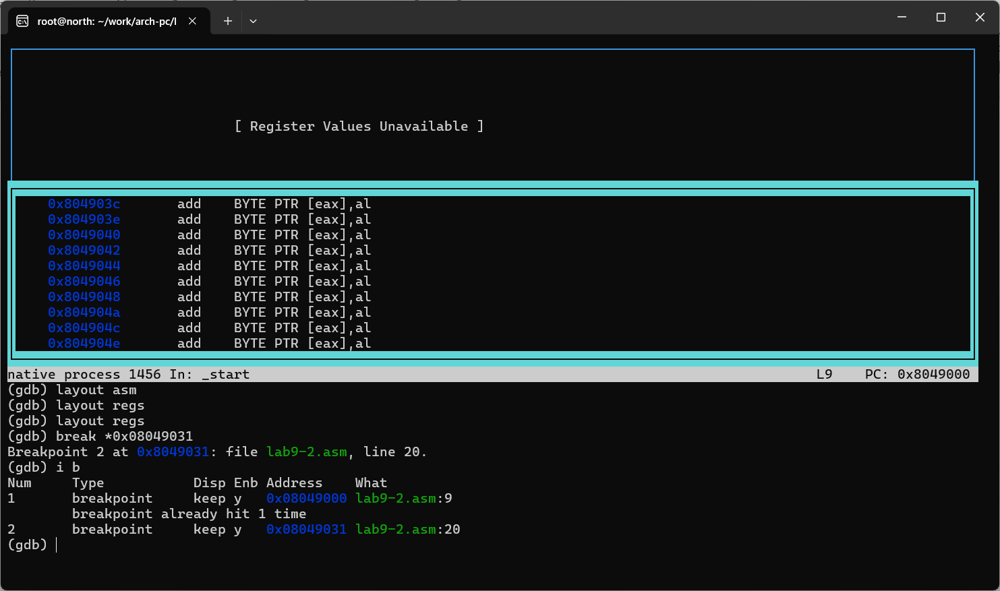 root@north: ~/work/arch-pc/l
[ Register Values Unavailable ]
0x804903c add BYTE PTR [eax],al
0x804903e add BYTE PTR [eax],al
0x8049040 add BYTE PTR [eax],al
0x8049042 add BYTE PTR [eax],al
0x8049044 add BYTE PTR [eax],al
0x8049046 add BYTE PTR [eax],al
0x8049048 add BYTE PTR [eax],al
0x804904a add BYTE PTR [eax],al
0x804904c add BYTE PTR [eax],al
0x804904e add BYTE PTR [eax],al
native process 1456 In: _start L9 PC: 0x8049000
(gdb) layout asm
(gdb) layout regs
(gdb) layout regs
(gdb) break *0x08049031
Breakpoint 2 at 0x8049031: file lab9-2.asm, line 20.
(gdb) i b
Num Type Disp Enb Address What
1 breakpoint keep y 0x08049000 lab9-2.asm:9
breakpoint already hit 1 time
2 breakpoint keep y 0x08049031 lab9-2.asm:20
(gdb)